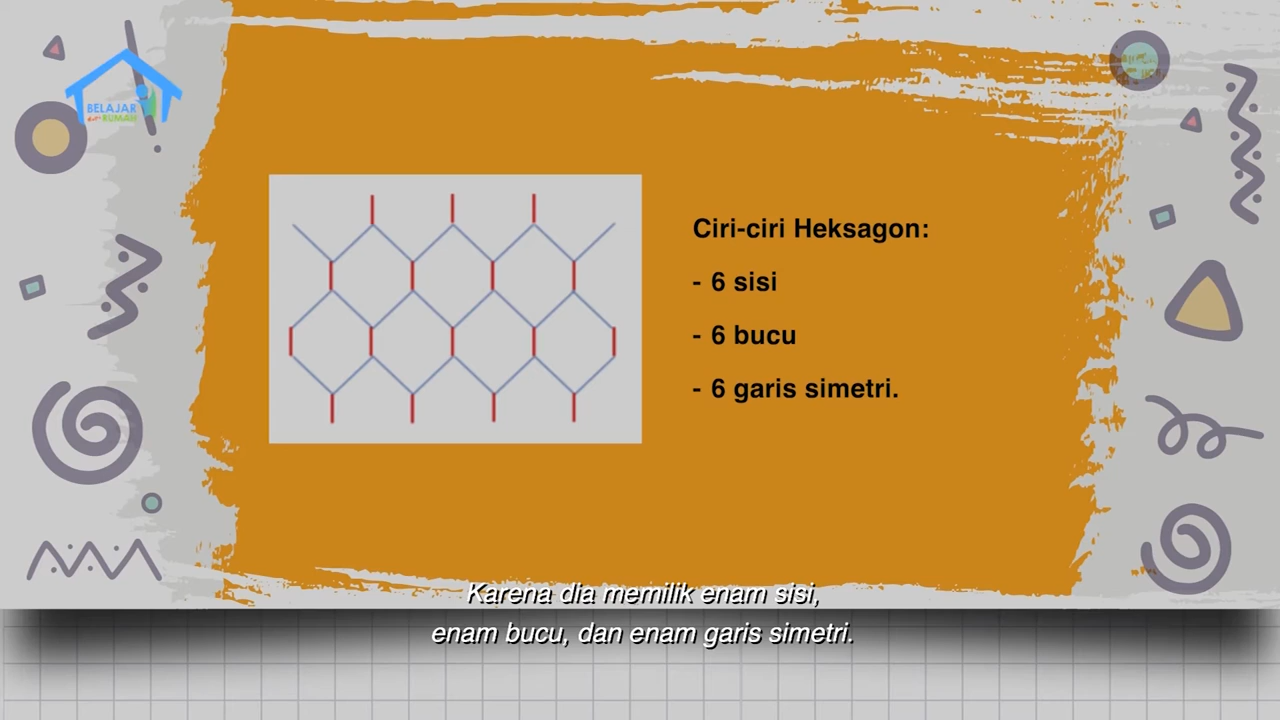 BELAJAR
dari RUMAH
Ciri-ciri Heksagon:
- 6 sisi
- 6 bucu
- 6 garis simetri.
Karena dia memilik enam sisi,
enam bucu, dan enam garis simetri.